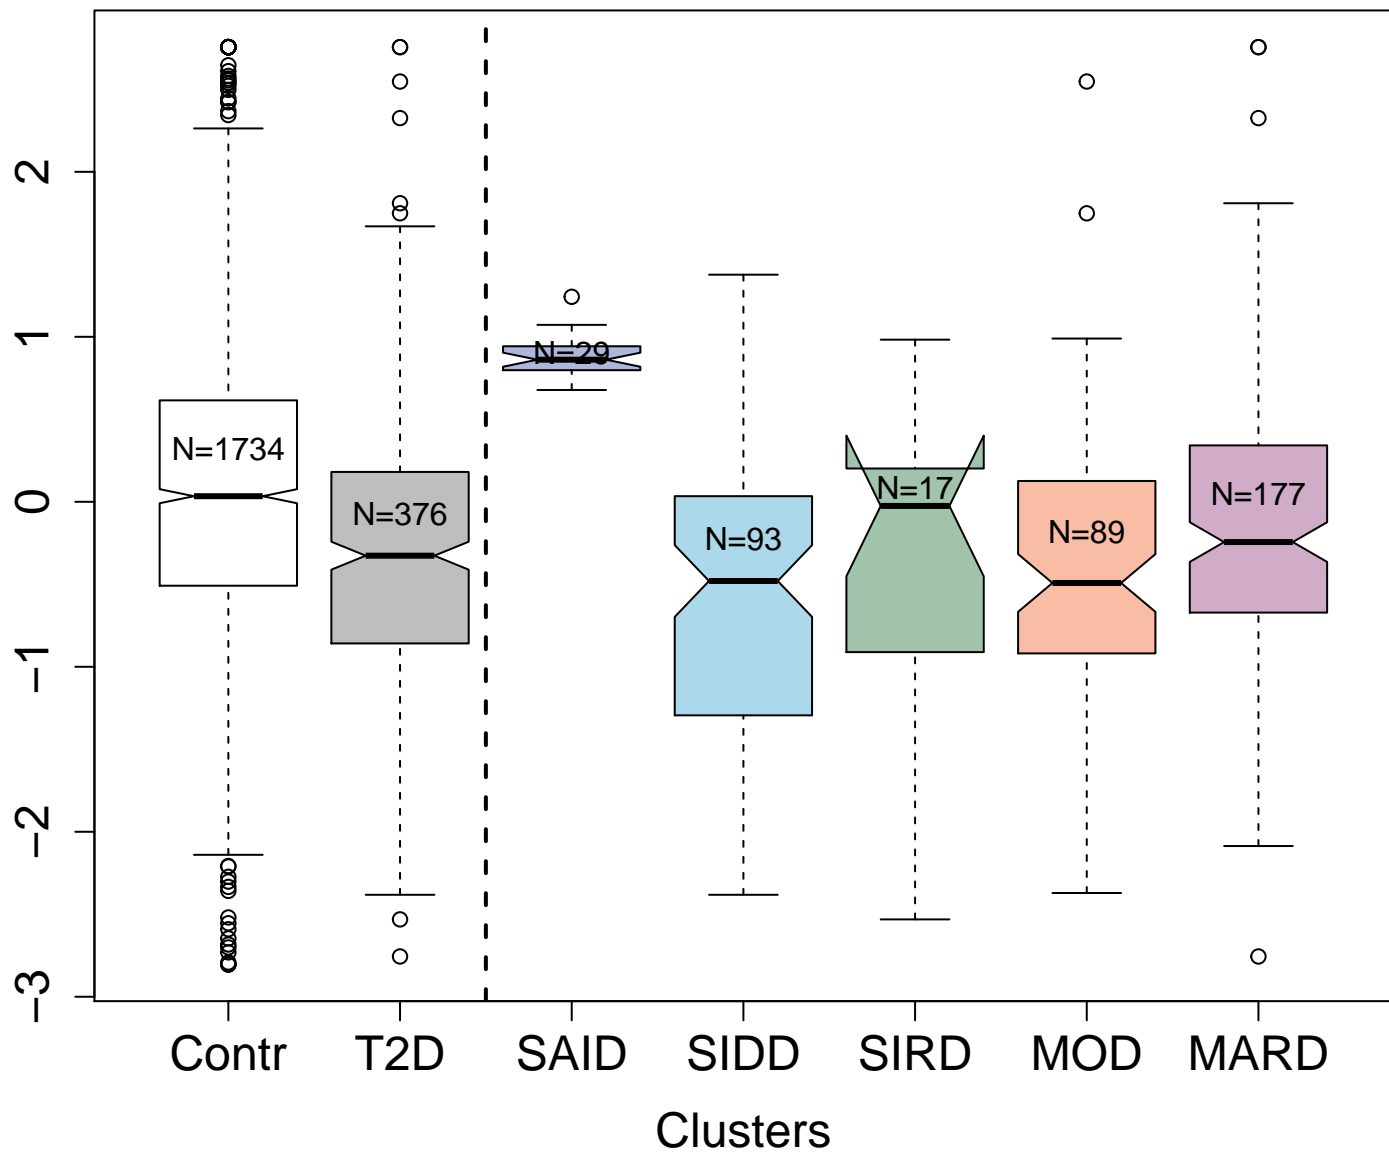 2
1
0
−1
−2
−3
N=1734
N=376
N=29
N=93
N=17
N=89
N=177
Contr T2D SAID SIDD SIRD MOD MARD
Clusters